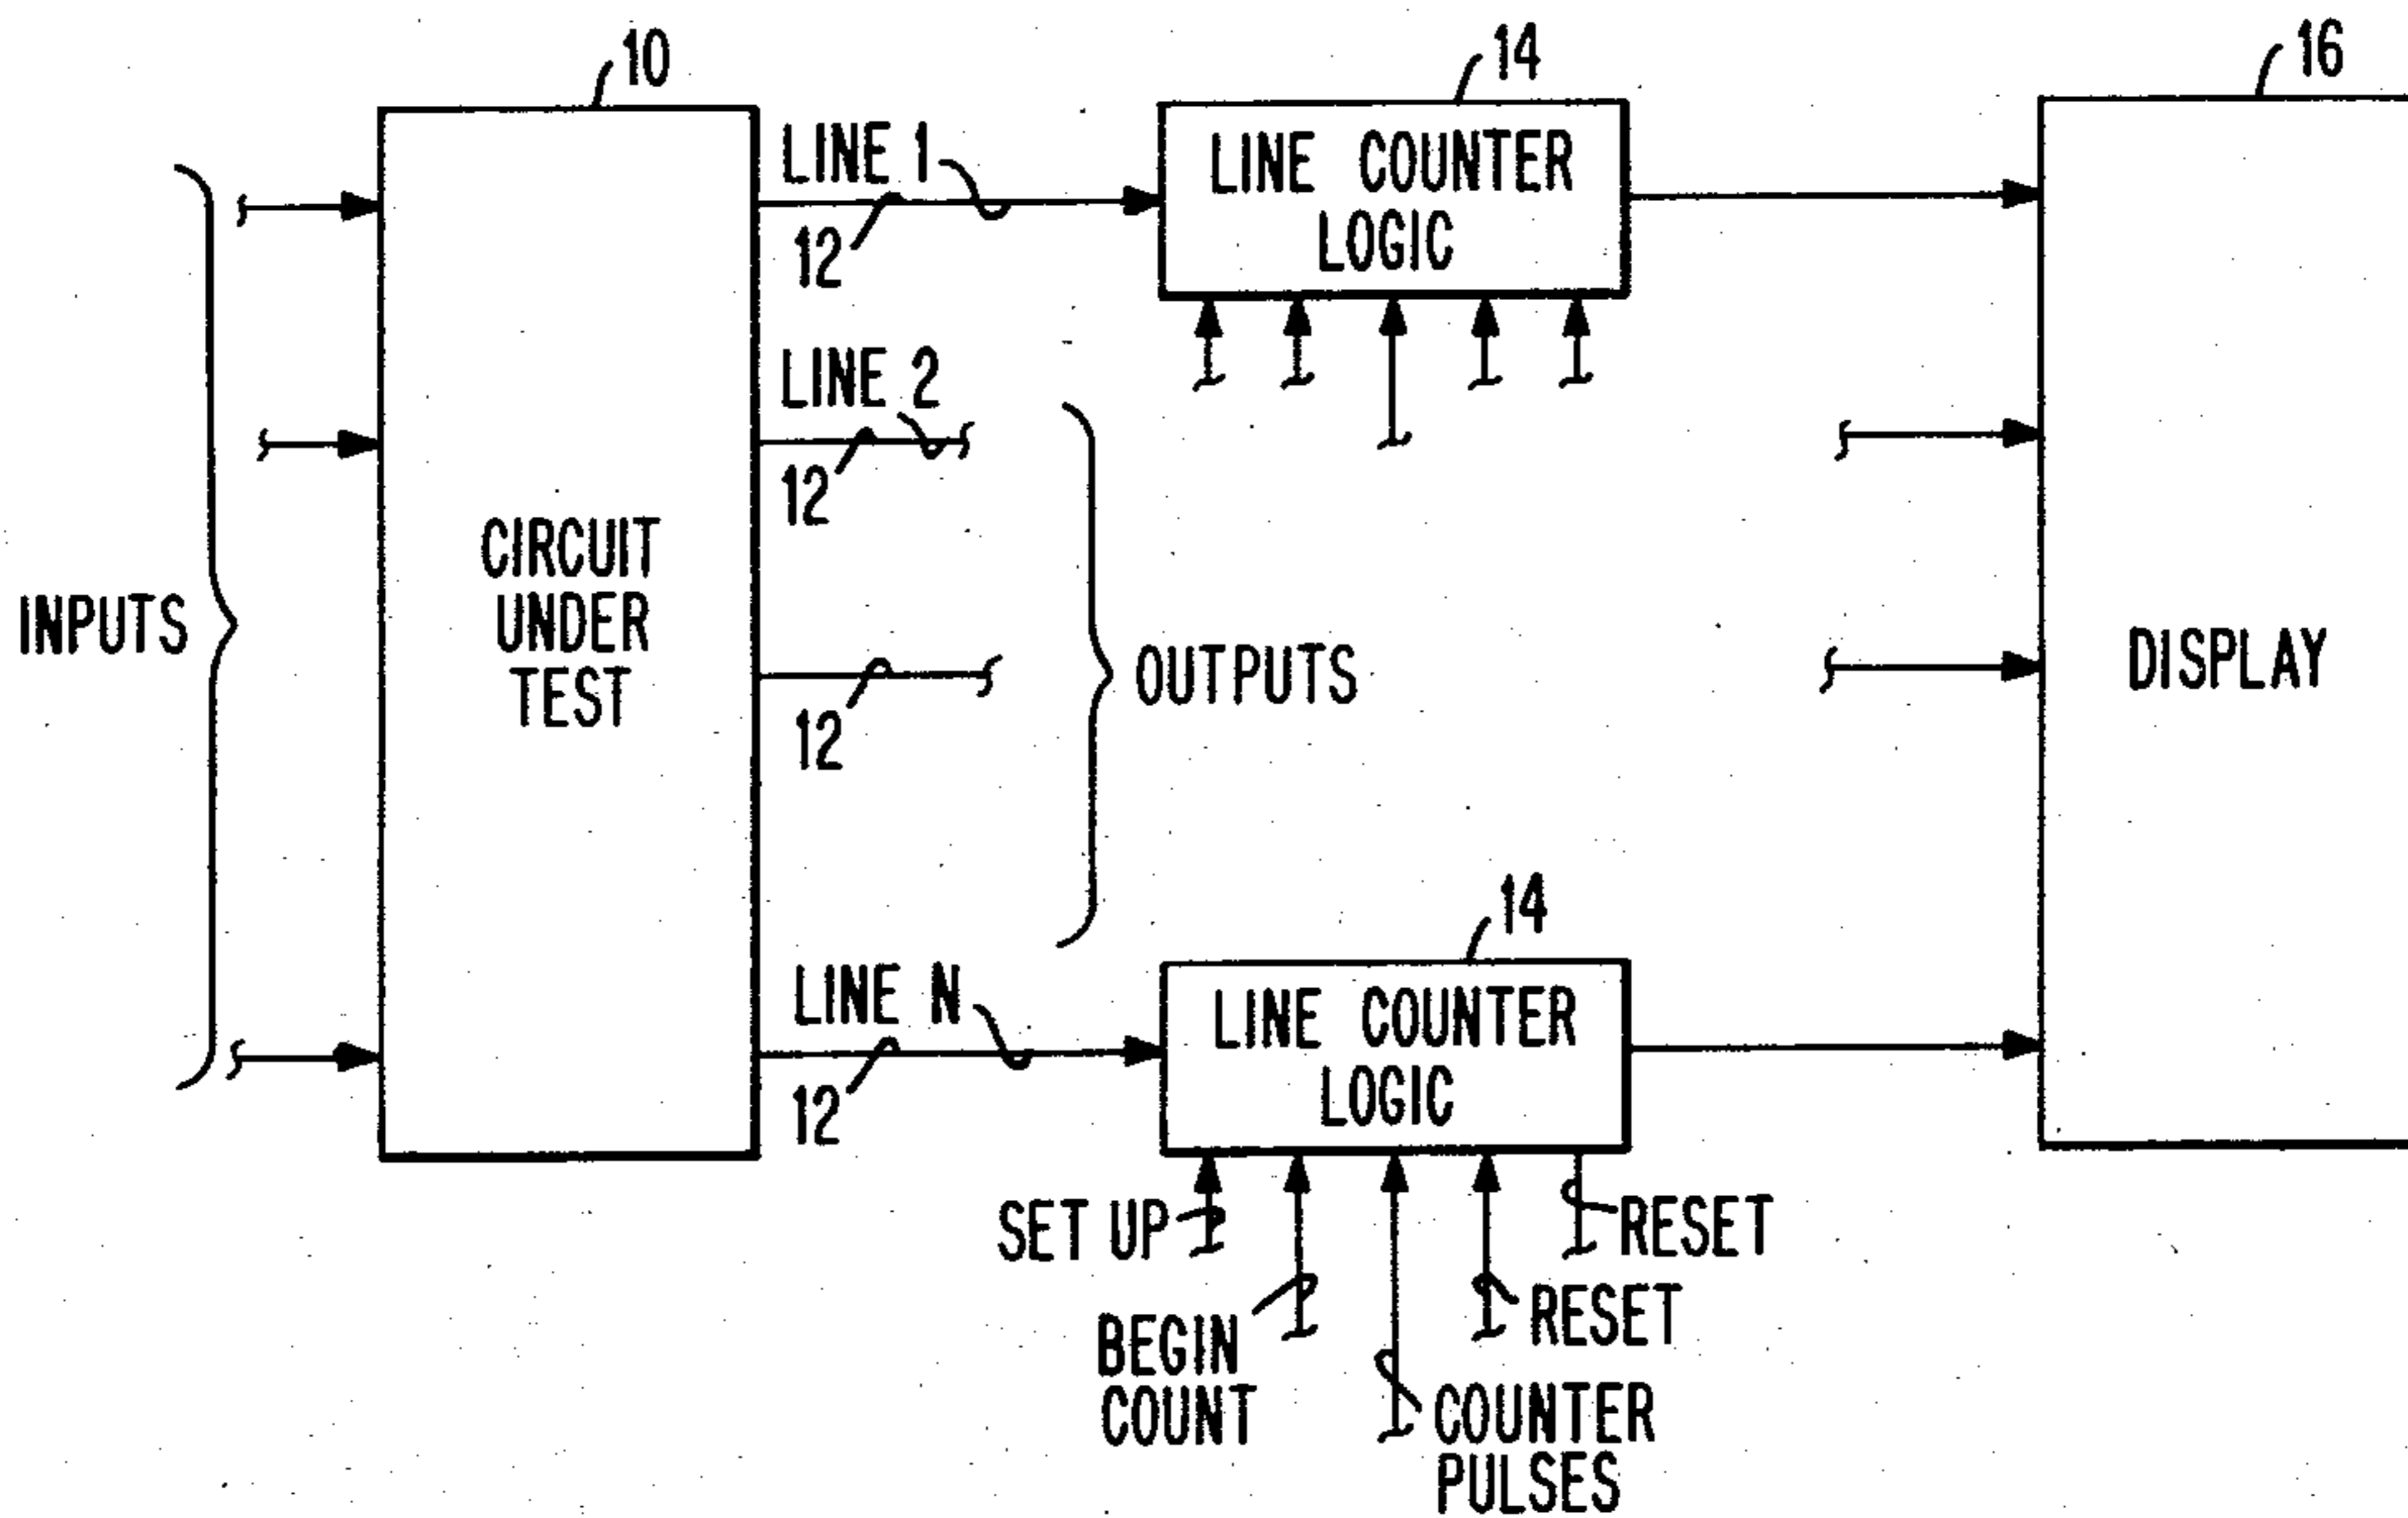 10
14
16
LINE 1
LINE COUNTER
LOGIC
12
LINE 2
12
CIRCUIT
UNDER
TEST
INPUTS
OUTPUTS
DISPLAY
12
14
LINE N
LINE COUNTER
LOGIC
12
SET UP
RESET
BEGIN
COUNT
RESET
COUNTER
PULSES